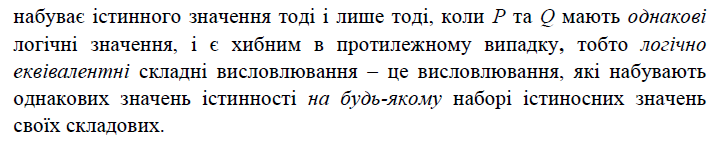 набуває істинного значення тоді і лише тоді, коли P та Q мають однакові
логічні значення, і є хибним в протилежному випадку, тобто логічно
еквівалентні складні висловлювання – це висловлювання, які набувають
однакових значень істинності на будь-якому наборі істиносних значень
своїх складових.